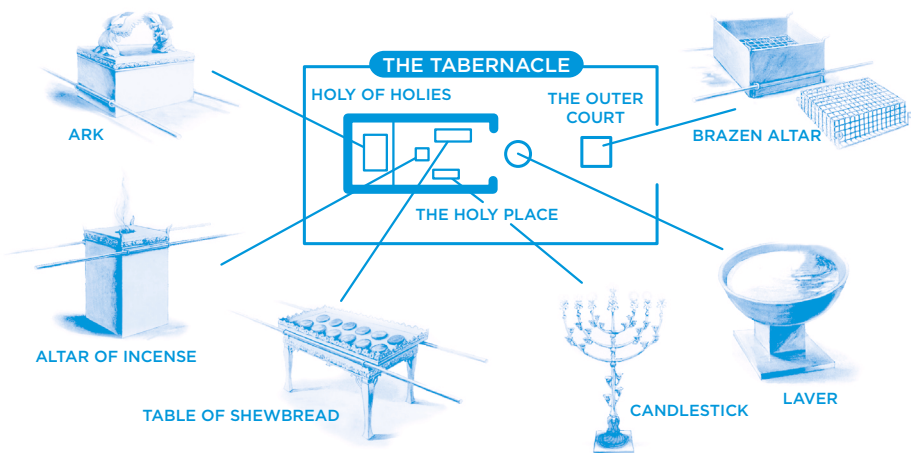 THE TABERNACLE
HOLY OF HOLIES
THE OUTER
COURT
ARK
BRAZEN ALTAR
THE HOLY PLACE
ALTAR OF INCENSE
TABLE OF SHEWBREAD
CANDLESTICK
LAVER